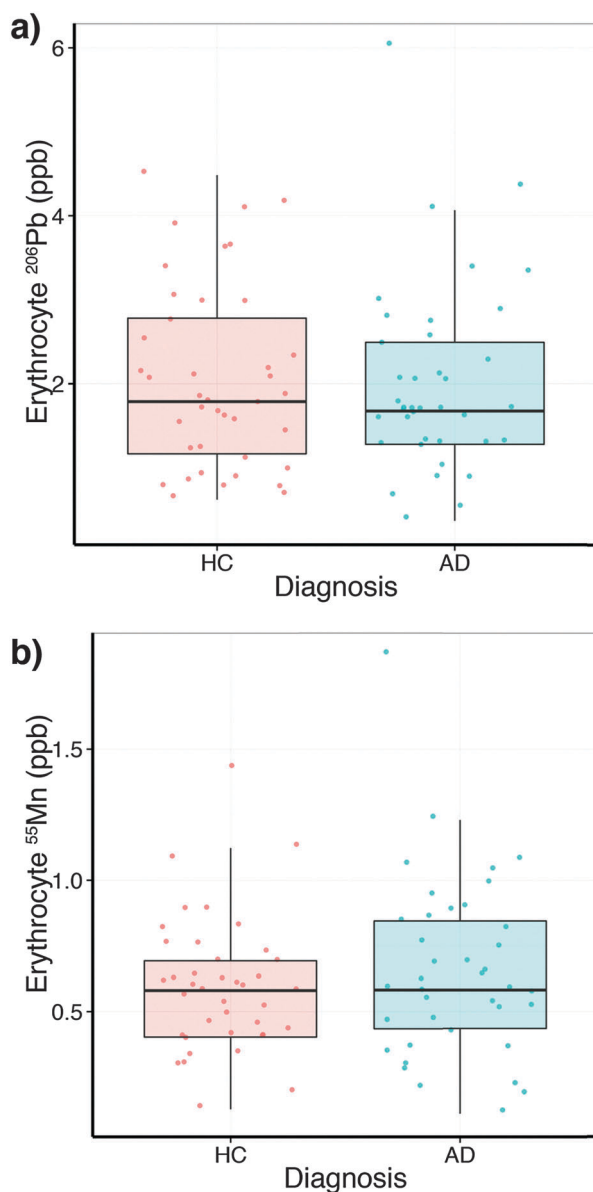 a)
Erythrocyte ²⁰⁶Pb (ppb)
6
4
2
HC
AD
Diagnosis
b)
Erythrocyte ⁵⁵Mn (ppb)
1.5
1.0
0.5
HC
AD
Diagnosis